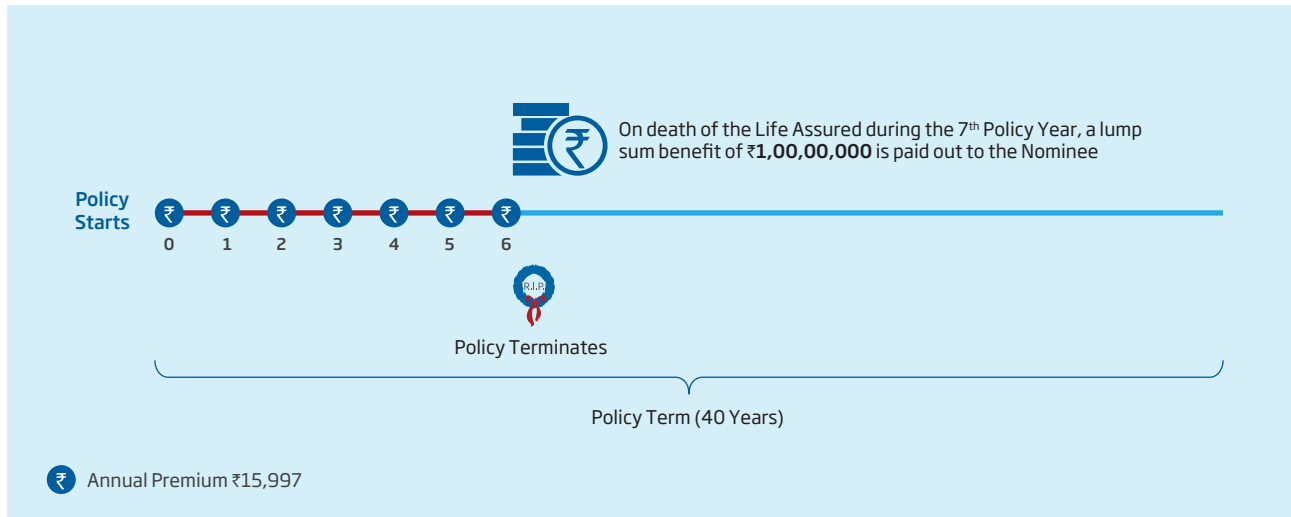 On death of the Life Assured during the 7th Policy Year, a lump
sum benefit of ₹1,00,00,000 is paid out to the Nominee
Policy
Starts
₹ ₹ ₹ ₹ ₹ ₹ ₹
0 1 2 3 4 5 6
R.I.P.
Policy Terminates
Policy Term (40 Years)
₹ Annual Premium ₹15,997